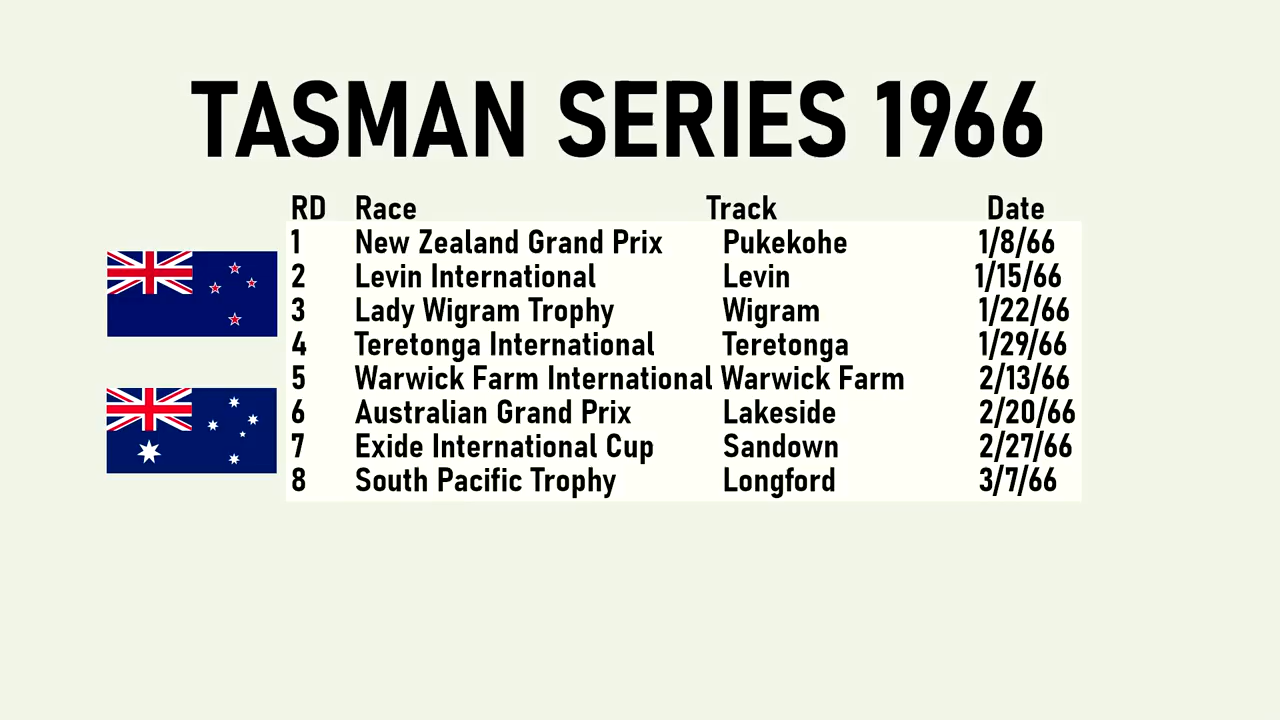 TASMAN SERIES 1966
RD Race Track Date
1 New Zealand Grand Prix Pukekohe 1/8/66
2 Levin International Levin 1/15/66
3 Lady Wigram Trophy Wigram 1/22/66
4 Teretonga International Teretonga 1/29/66
5 Warwick Farm International Warwick Farm 2/13/66
6 Australian Grand Prix Lakeside 2/20/66
7 Exide International Cup Sandown 2/27/66
8 South Pacific Trophy Longford 3/7/66